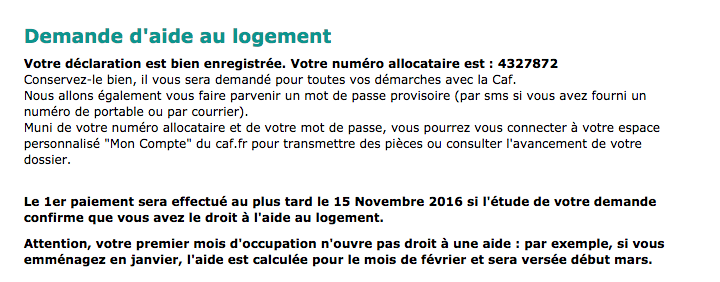 Demande d'aide au logement
Votre déclaration est bien enregistrée. Votre numéro allocataire est : 4327872
Conservez-le bien, il vous sera demandé pour toutes vos démarches avec la Caf.
Nous allons également vous faire parvenir un mot de passe provisoire (par sms si vous avez fourni un
numéro de portable ou par courrier).
Muni de votre numéro allocataire et de votre mot de passe, vous pourrez vous connecter à votre espace
personnalisé "Mon Compte" du caf.fr pour transmettre des pièces ou consulter l'avancement de votre
dossier.
Le 1er paiement sera effectué au plus tard le 15 Novembre 2016 si l'étude de votre demande
confirme que vous avez le droit à l'aide au logement.
Attention, votre premier mois d'occupation n'ouvre pas droit à une aide : par exemple, si vous
emménagez en janvier, l'aide est calculée pour le mois de février et sera versée début mars.